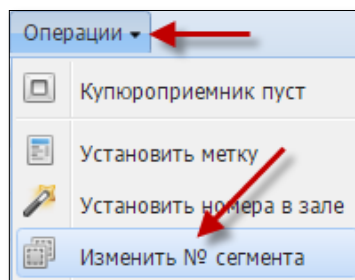 Операции
Купюроприемник пуст
Установить метку
Установить номера в зале
Изменить № сегмента